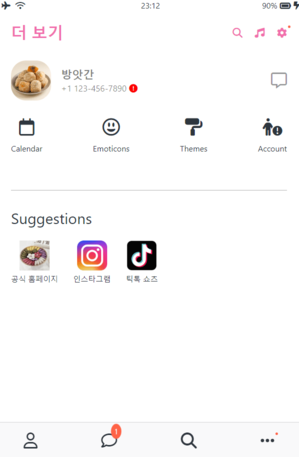 23:12
90%
더 보기
방앗간
+1 123-456-7890 !
Calendar
Emoticons
Themes
Account
Suggestions
공식 홈페이지
인스타그램
틱톡 쇼즈
1